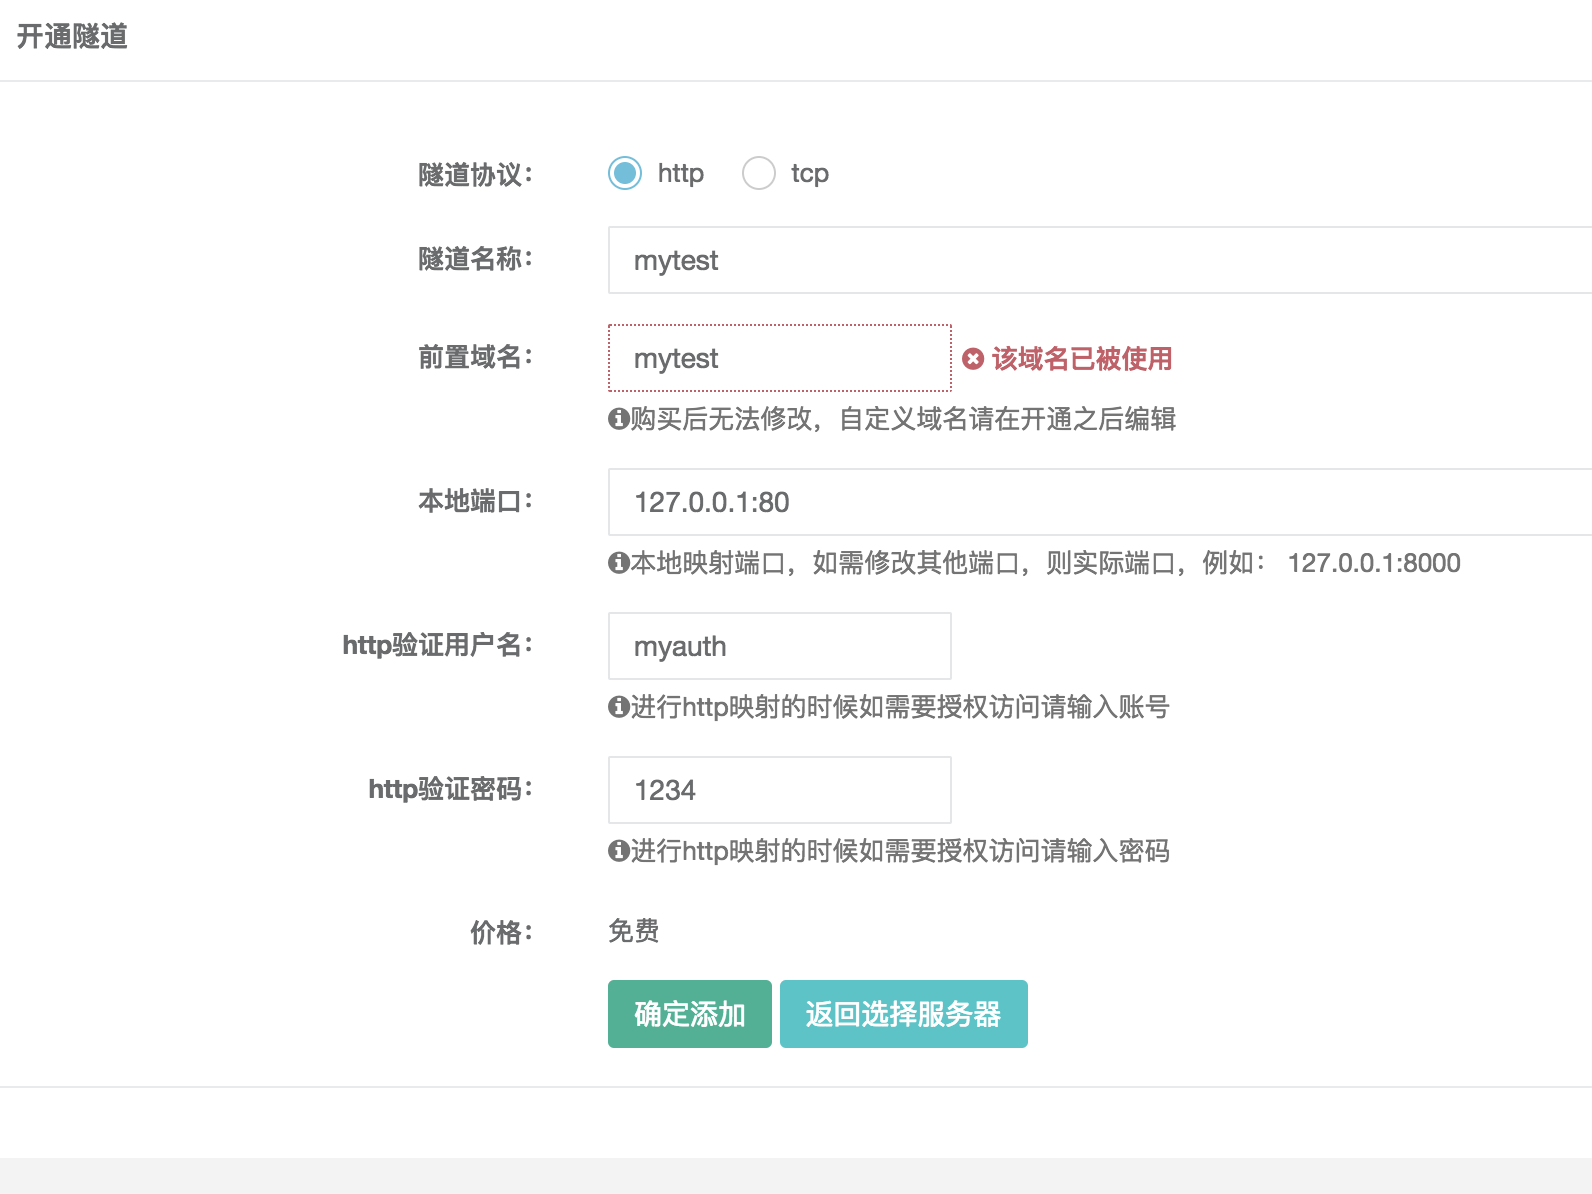 开通隧道
隧道协议： http tcp
隧道名称： mytest
前置域名： mytest 该域名已被使用
购买后无法修改，自定义域名请在开通之后编辑
本地端口： 127.0.0.1:80
本地映射端口，如需修改其他端口，则实际端口，例如： 127.0.0.1:8000
http验证用户名： myauth
进行http映射的时候如需要授权访问请输入账号
http验证密码： 1234
进行http映射的时候如需要授权访问请输入密码
价格： 免费
确定添加 返回选择服务器